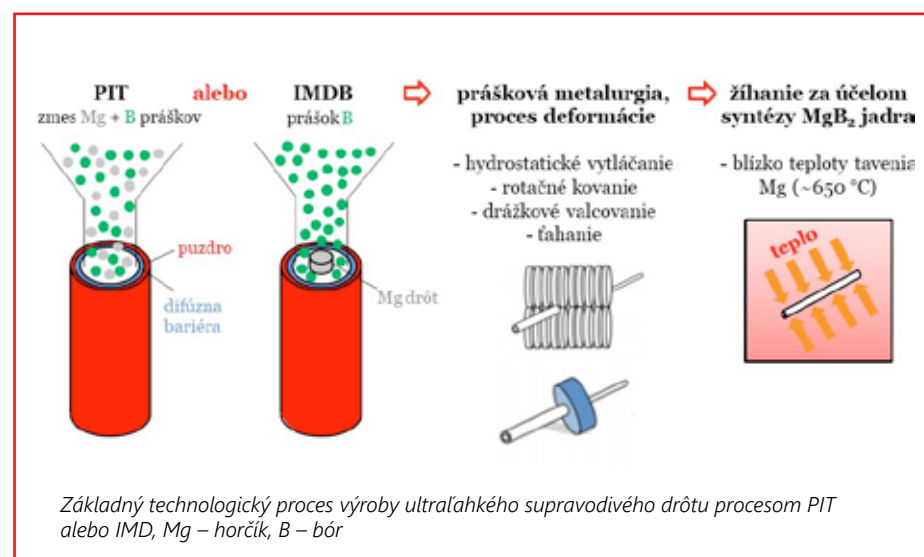 PIT
zmes Mg + B práškov
alebo
IMDB
prášok B
puzdro
difúzna
bariéra
Mg drôt
prášková metalurgia,
proces deformácie
- hydrostatické vytláčanie
- rotačné kovanie
- drážkové valcovanie
- ťahanie
žíhanie za účelom
syntézy MgB₂ jadra
- blízko teploty tavenia
Mg (~650 °C)
teplo
Základný technologický proces výroby ultraľahkého supravodivého drôtu procesom PIT
alebo IMD, Mg – horčík, B – bór